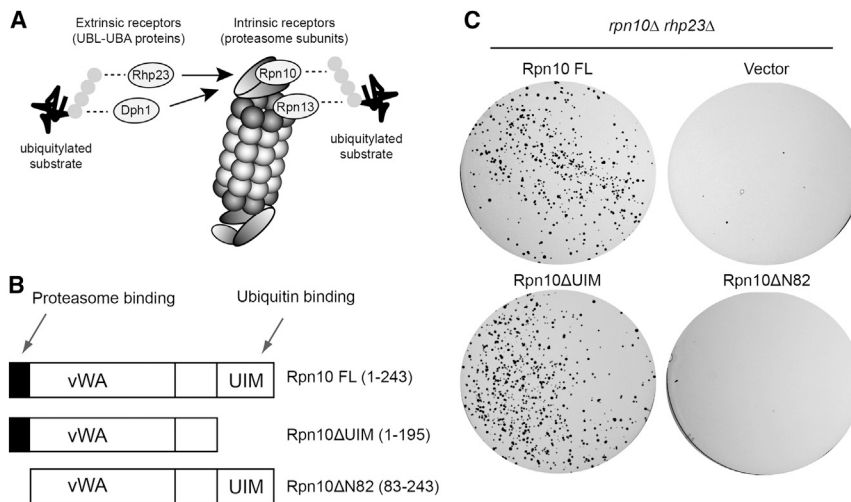 A
Extrinsic receptors
(UBL-UBA proteins)
Intrinsic receptors
(proteasome subunits)
Rhp23
Dph1
Rpn10
Rpn13
ubiquitylated
substrate
ubiquitylated
substrate
B
Proteasome binding
Ubiquitin binding
vWA
UIM
Rpn10 FL (1-243)
vWA
Rpn10ΔUIM (1-195)
vWA
UIM
Rpn10ΔN82 (83-243)
C
rpn10Δ rhp23Δ
Rpn10 FL
Vector
Rpn10ΔUIM
Rpn10ΔN82